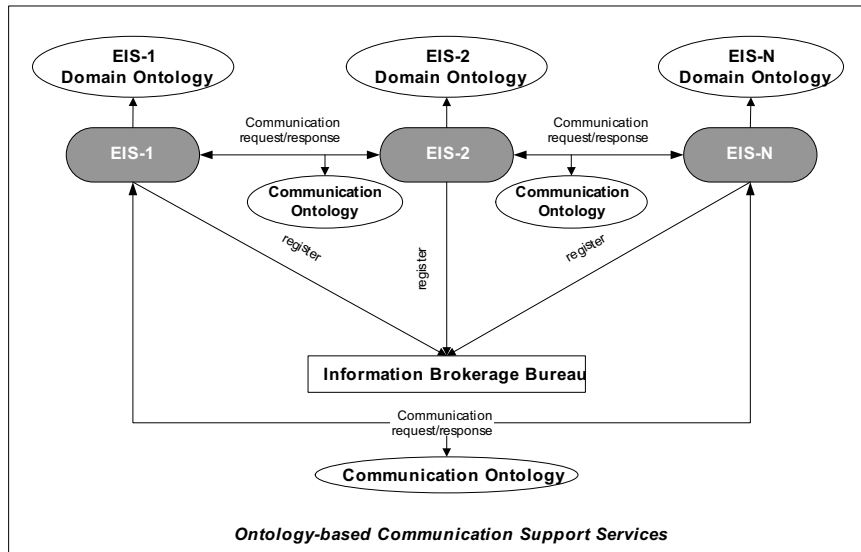 EIS-1
Domain Ontology
EIS-2
Domain Ontology
EIS-N
Domain Ontology
Communication
request/response
Communication
request/response
EIS-1
EIS-2
EIS-N
Communication
Ontology
Communication
Ontology
register
register
register
Information Brokerage Bureau
Communication
request/response
Communication Ontology
Ontology-based Communication Support Services